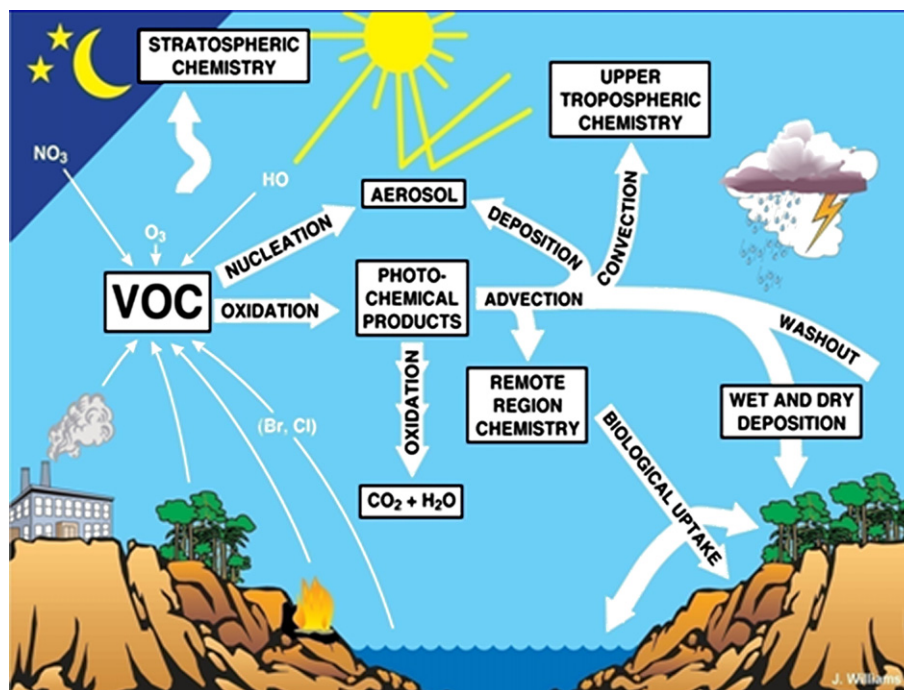 STRATOSPHERIC
CHEMISTRY
UPPER
TROPOSPHERIC
CHEMISTRY
NO₃
HO
AEROSOL
O₃
NUCLEATION
DEPOSITION
CONVECTION
VOC
OXIDATION
PHOTO-
CHEMICAL
PRODUCTS
ADVECTION
WASHOUT
OXIDATION
REMOTE
REGION
CHEMISTRY
WET AND DRY
DEPOSITION
(Br, Cl)
BIOLOGICAL UPTAKE
CO₂ + H₂O
J. Williams